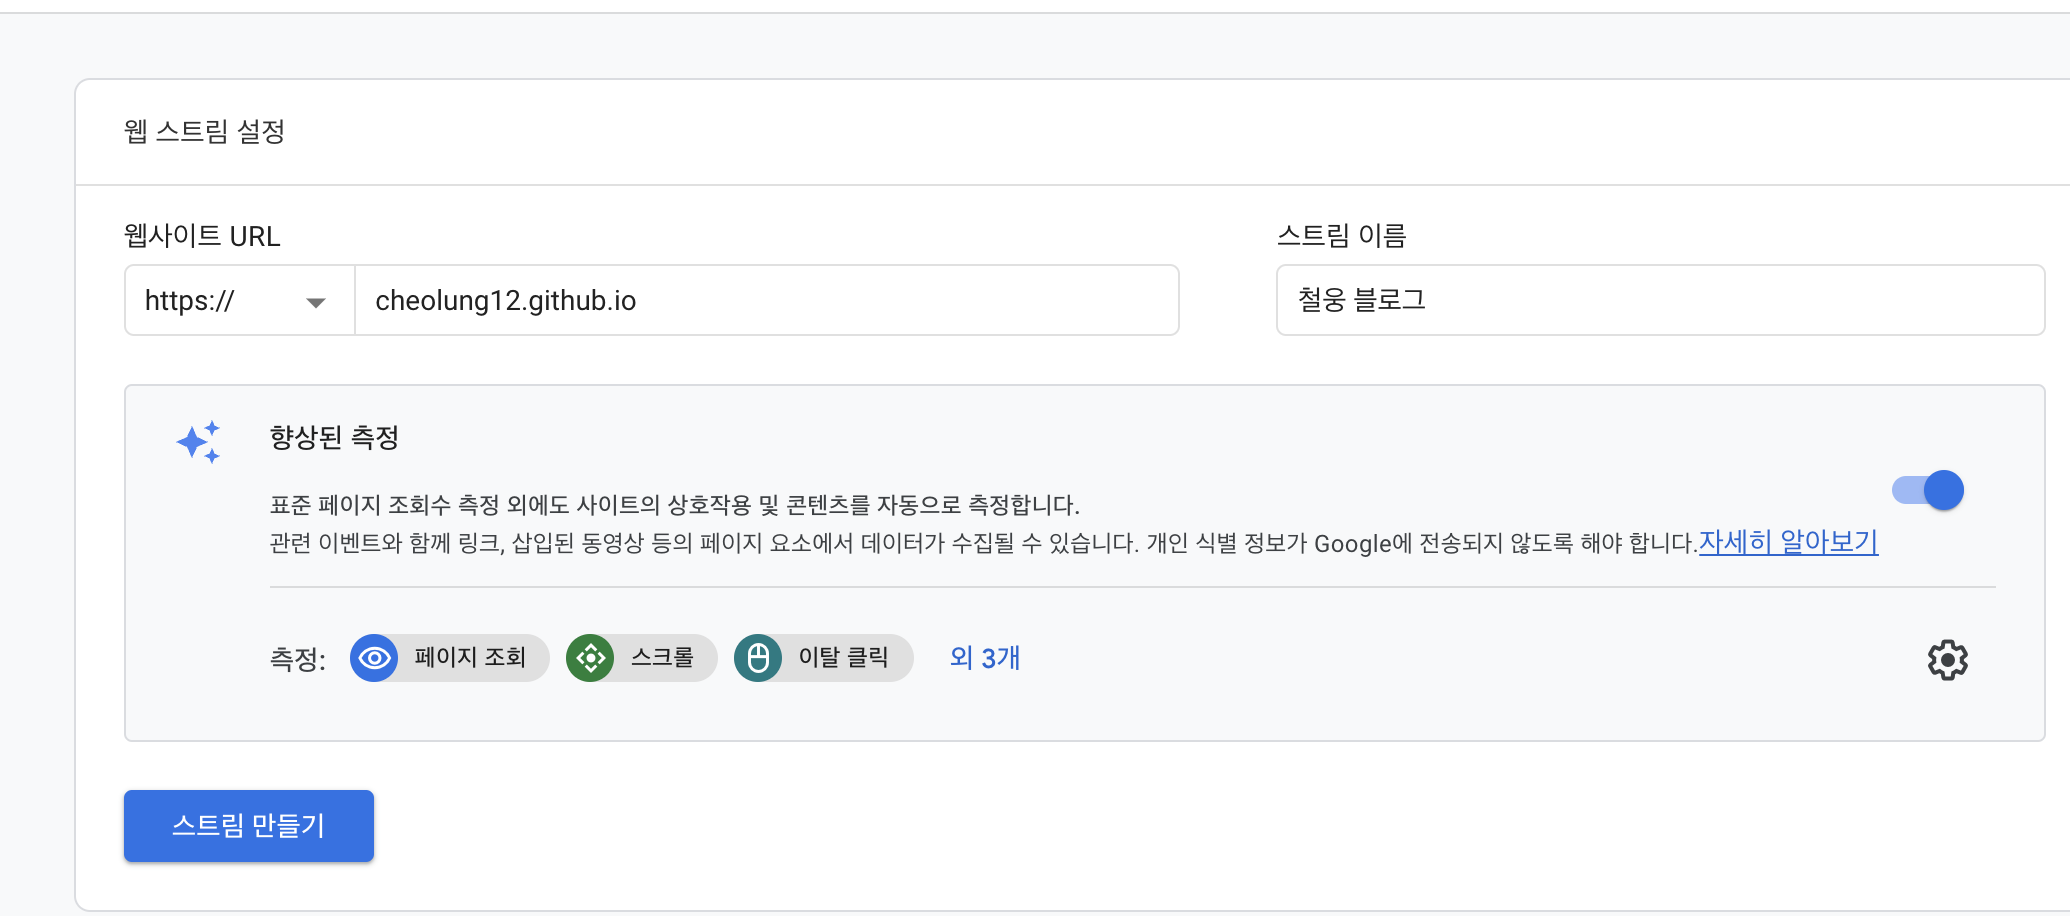 웹 스트림 설정
웹사이트 URL
스트림 이름
https://
cheolung12.github.io
철웅 블로그
향상된 측정
표준 페이지 조회수 측정 외에도 사이트의 상호작용 및 콘텐츠를 자동으로 측정합니다.
관련 이벤트와 함께 링크, 삽입된 동영상 등의 페이지 요소에서 데이터가 수집될 수 있습니다. 개인 식별 정보가 Google에 전송되지 않도록 해야 합니다.자세히 알아보기
측정: 페이지 조회 스크롤 이탈 클릭 외 3개
스트림 만들기